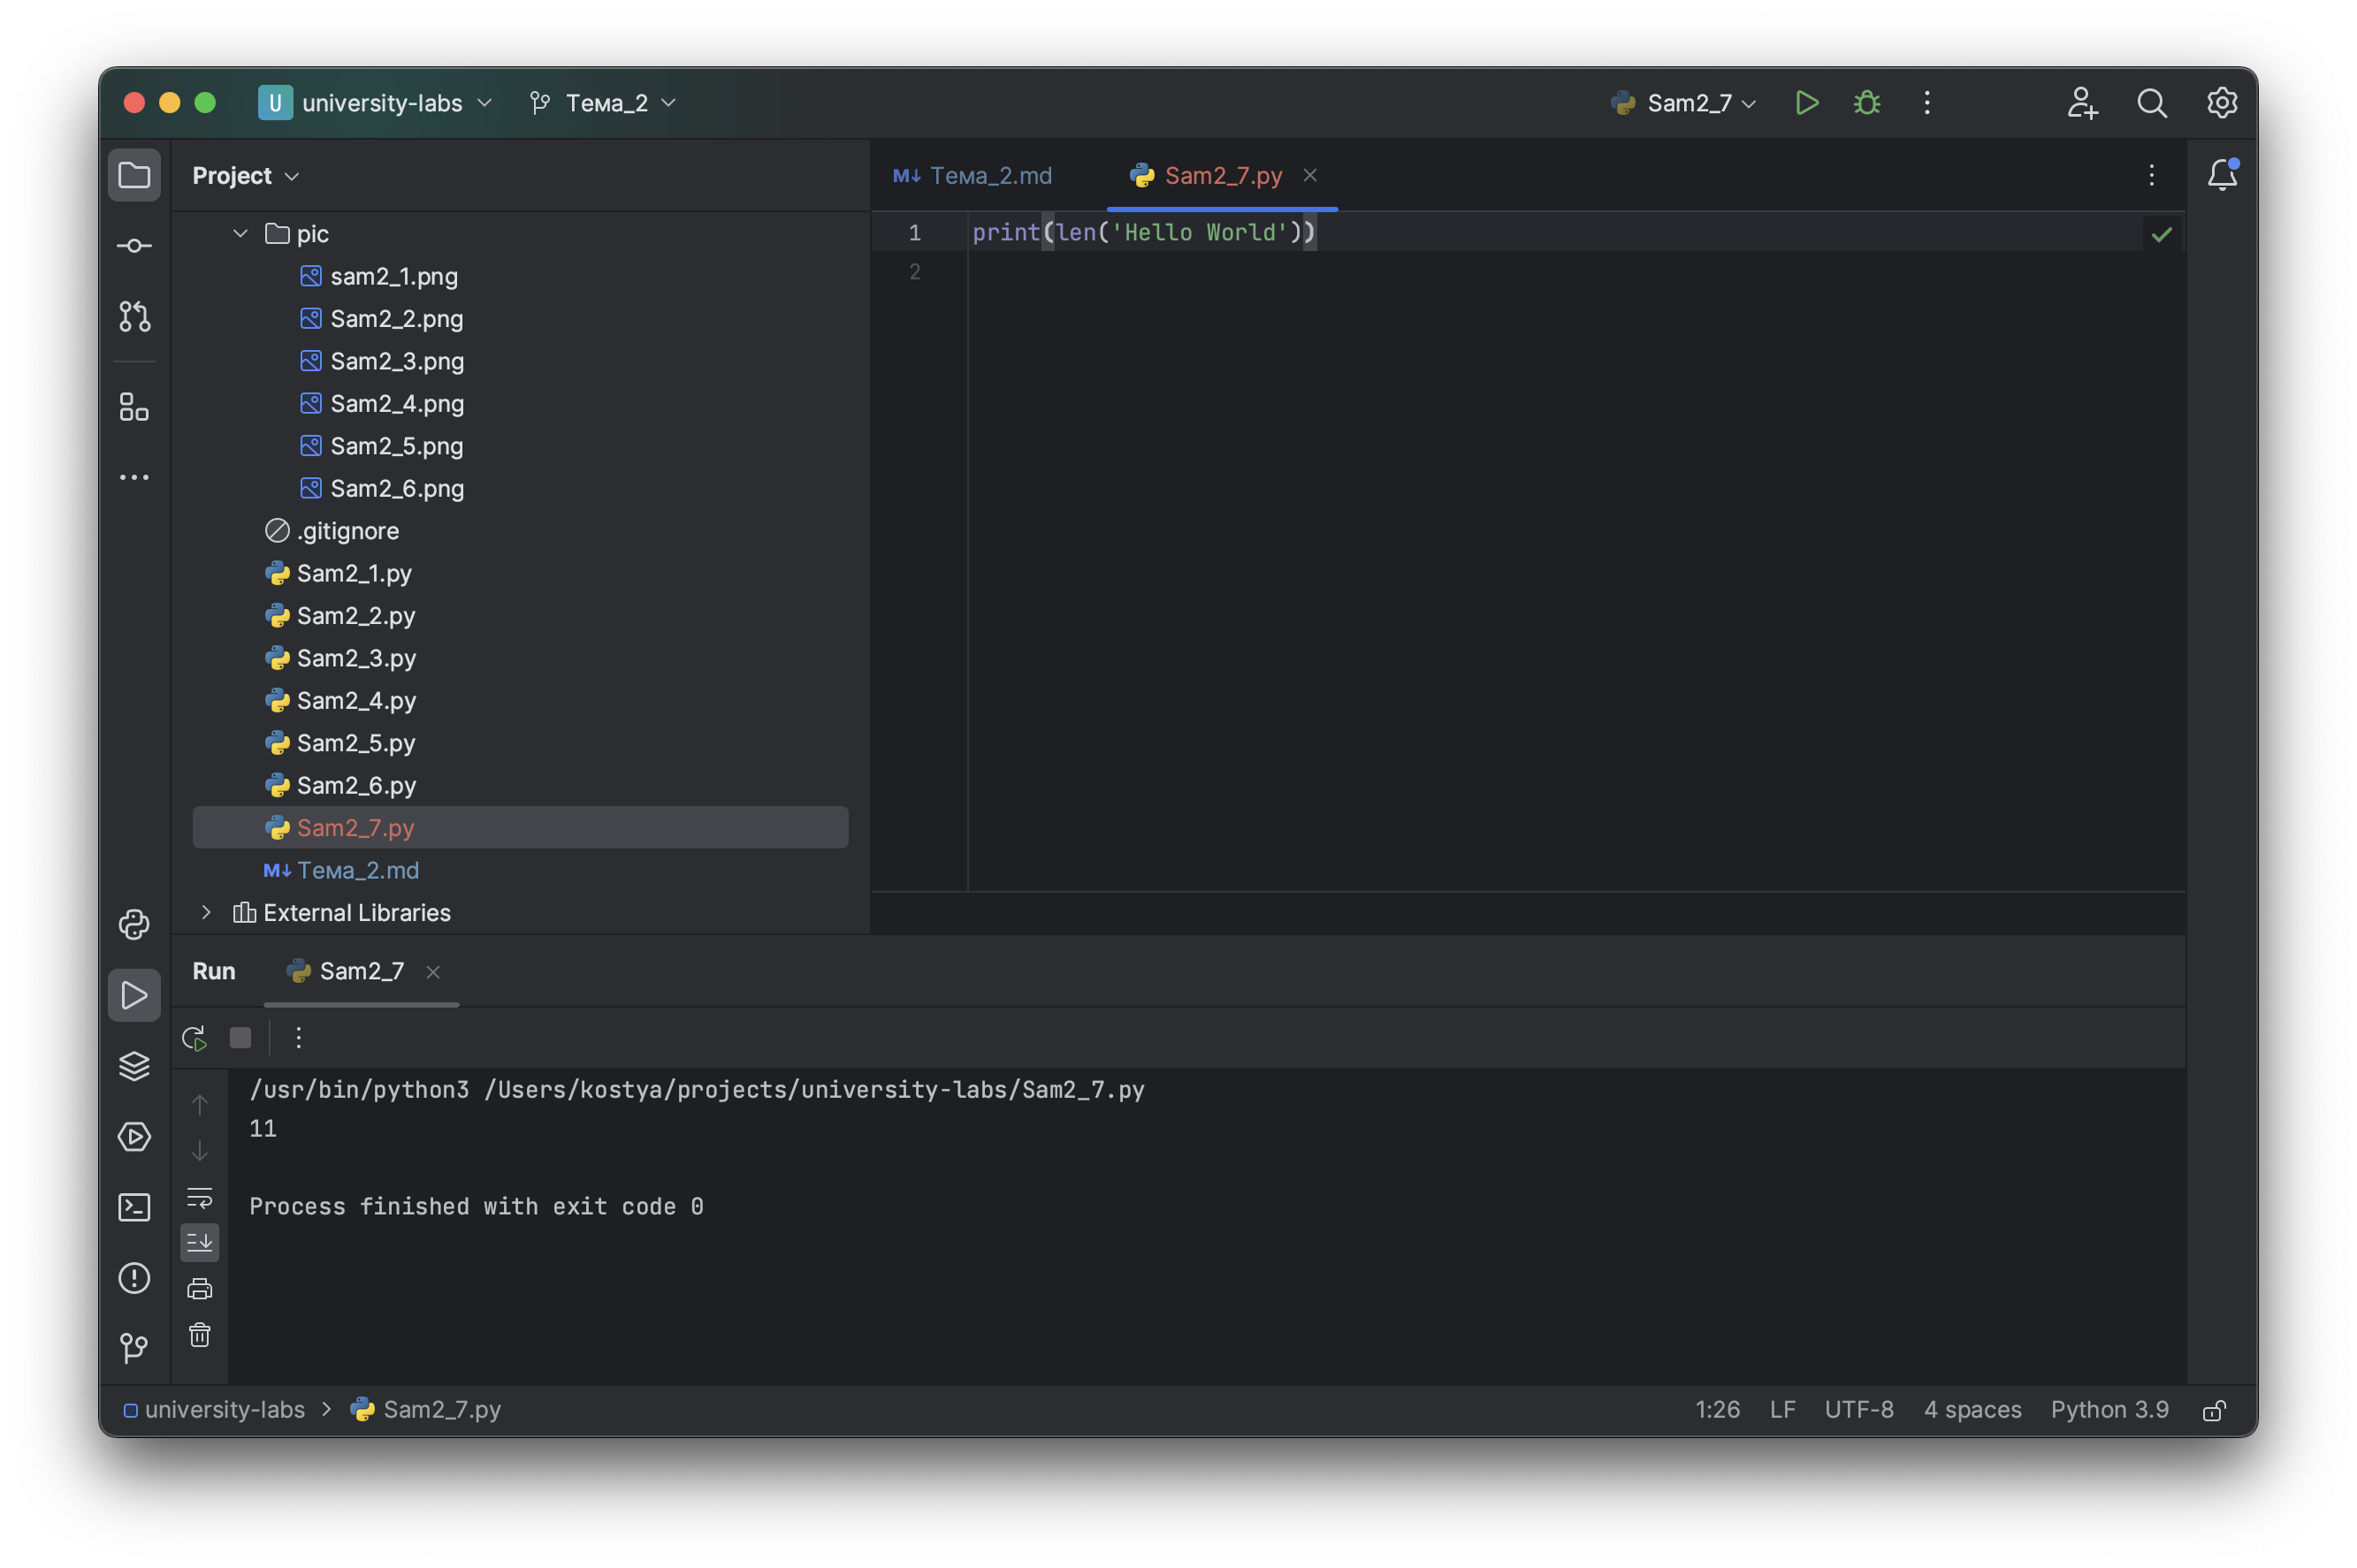 U university-labs Тема_2 Sam2_7
Project
Тема_2.md Sam2_7.py
pic
sam2_1.png
Sam2_2.png
Sam2_3.png
Sam2_4.png
Sam2_5.png
Sam2_6.png
.gitignore
Sam2_1.py
Sam2_2.py
Sam2_3.py
Sam2_4.py
Sam2_5.py
Sam2_6.py
Sam2_7.py
M↓ Тема_2.md
External Libraries
1 print(len('Hello World'))
2
Run Sam2_7
/usr/bin/python3 /Users/kostya/projects/university-labs/Sam2_7.py
11
Process finished with exit code 0
university-labs > Sam2_7.py 1:26 LF UTF-8 4 spaces Python 3.9